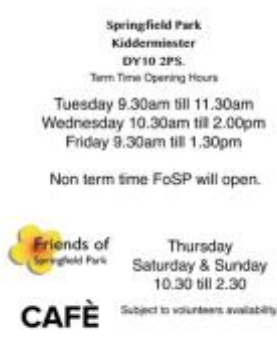 Springfield Park
Kidderminster
DY10 2PS.
Term Time Opening Hours
Tuesday 9.30am till 11.30am
Wednesday 10.30am till 2.00pm
Friday 9.30am till 1.30pm
Non term time FoSP will open.
Friends of
Springfield Park
CAFÈ
Thursday
Saturday & Sunday
10.30 till 2.30
Subject to volunteers availability